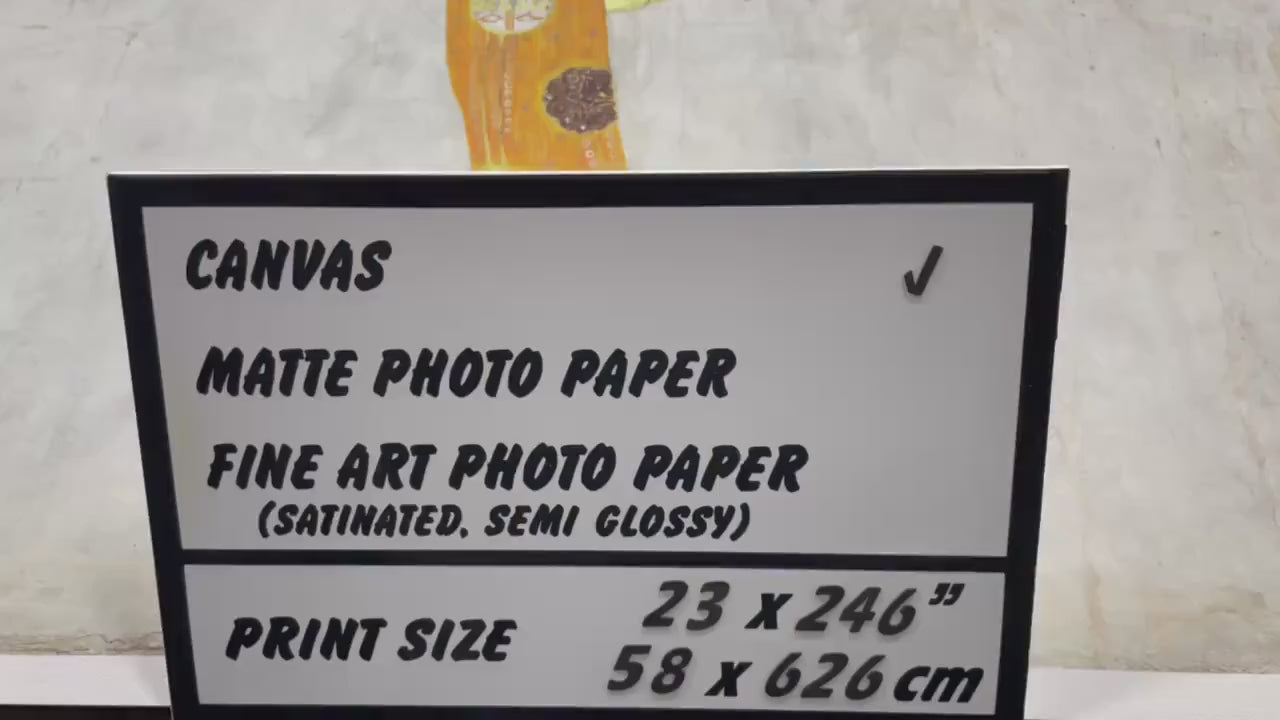 CANVAS ✓
MATTE PHOTO PAPER
FINE ART PHOTO PAPER
(SATINATED, SEMI GLOSSY)
PRINT SIZE
23 x 246”
58 x 626 cm